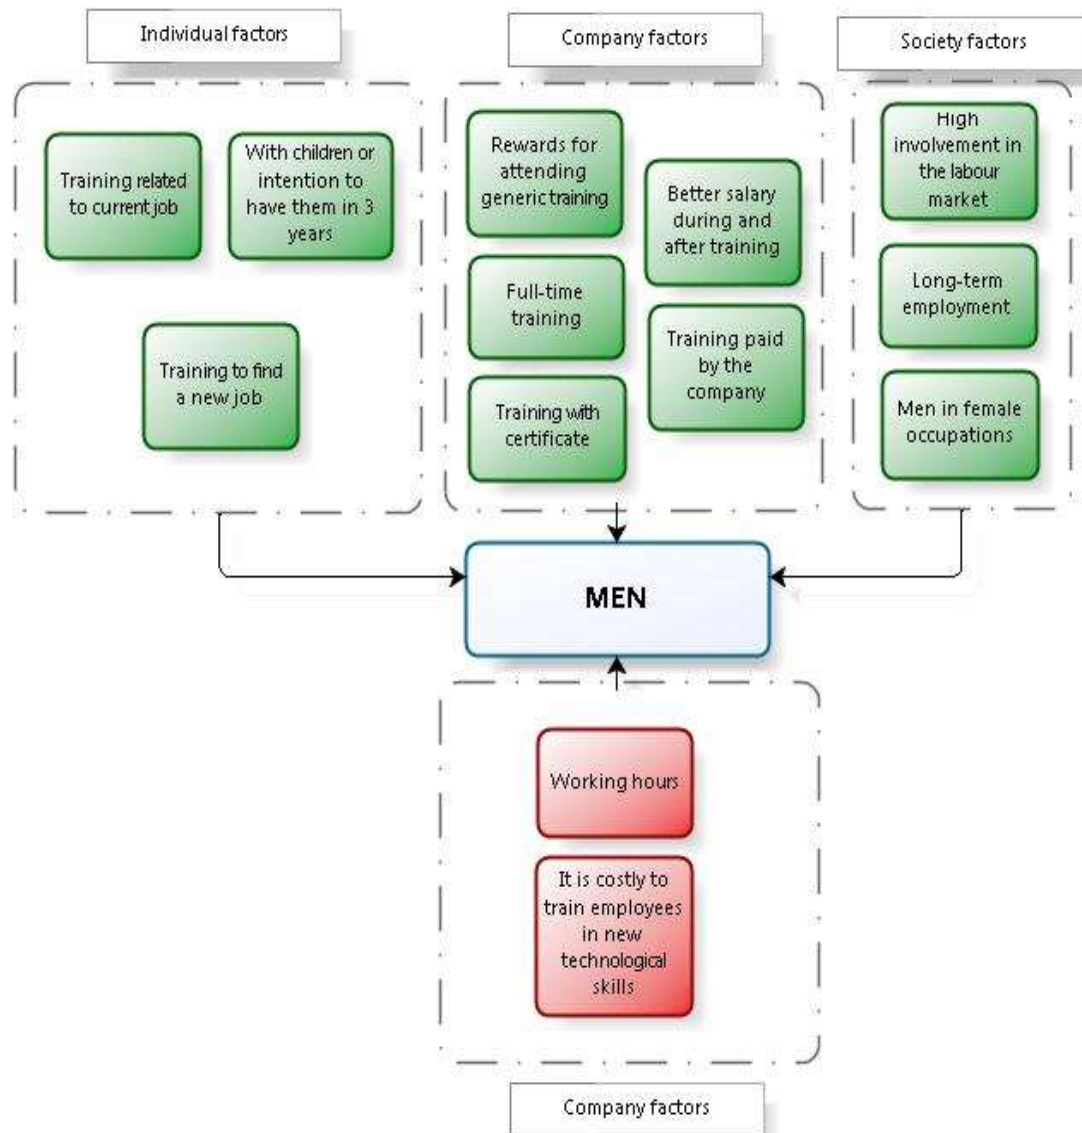 Individual factors
Company factors
Society factors
Training related
to current job
With children or
intention to
have them in 3
years
Training to find
a new job
Rewards for
attending
generic training
Full-time
training
Training with
certificate
Better salary
during and
after training
Training paid
by the
company
High
involvement in
the labour
market
Long-term
employment
Men in female
occupations
MEN
Working hours
It is costly to
train employees
in new
technological
skills
Company factors